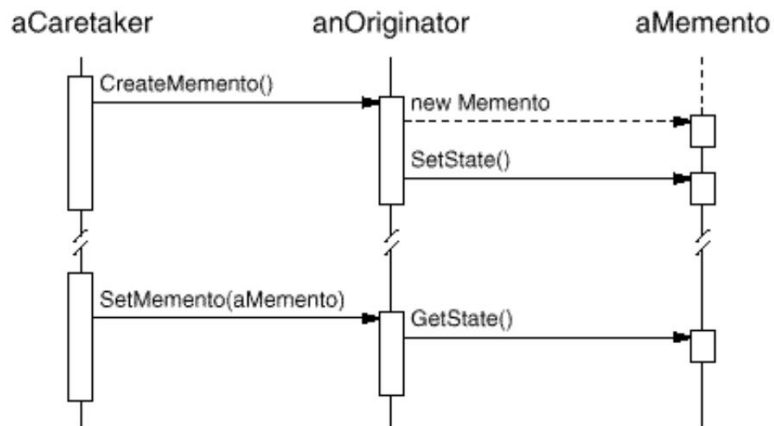 aCaretaker
anOriginator
aMemento
CreateMemento()
new Memento
SetState()
SetMemento(aMemento)
GetState()